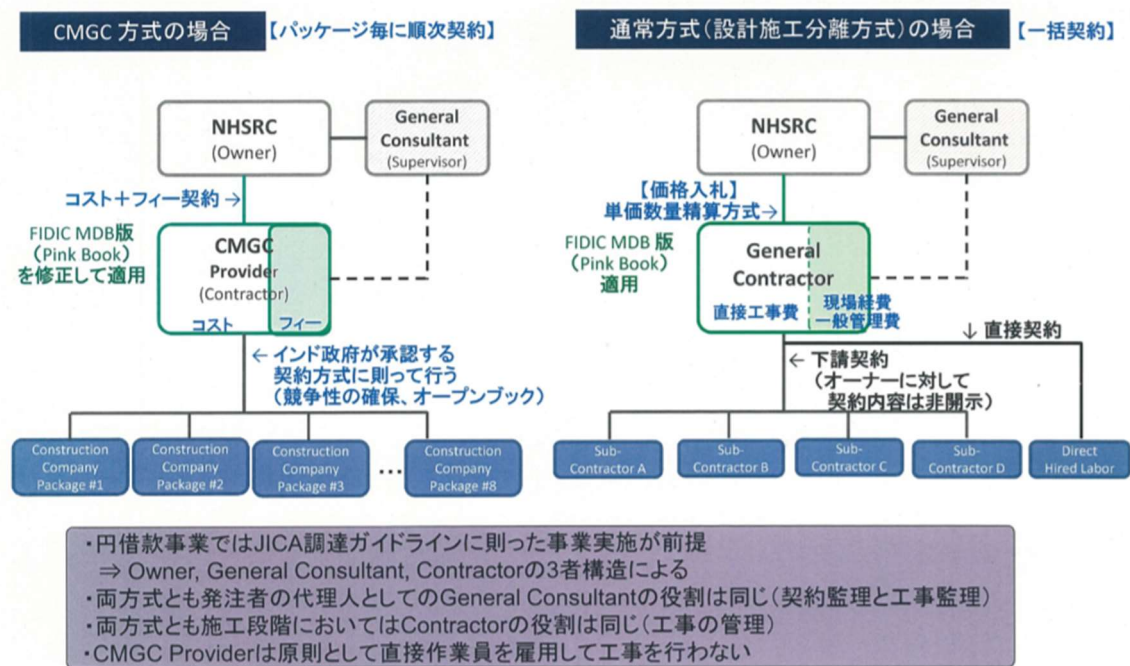 CMGC 方式の場合
【パッケージ毎に順次契約】
NHSRC
(Owner)
General
Consultant
(Supervisor)
コスト＋フィー契約→
FIDIC MDB版
（Pink Book）
を修正して適用
CMGC
Provider
(Contractor)
コスト
フィー
← インド政府が承認する
契約方式に則って行う
（競争性の確保、オープンブック）
Construction
Company
Package #1
Construction
Company
Package #2
Construction
Company
Package #3
…
Construction
Company
Package #8
通常方式（設計施工分離方式）の場合
【一括契約】
NHSRC
(Owner)
General
Consultant
(Supervisor)
【価格入札】
単価数量精算方式→
FIDIC MDB 版
（Pink Book）
適用
General
Contractor
直接工事費
現場経費
一般管理費
↓ 直接契約
← 下請契約
（オーナーに対して
契約内容は非開示）
Sub-
Contractor A
Sub-
Contractor B
Sub-
Contractor C
Sub-
Contractor D
Direct
Hired Labor
・円借款事業ではJICA調達ガイドラインに則った事業実施が前提
⇒ Owner, General Consultant, Contractorの3者構造による
・両方式とも発注者の代理人としてのGeneral Consultantの役割は同じ（契約監理と工事監理）
・両方式とも施工段階においてはContractorの役割は同じ（工事の管理）
・CMGC Providerは原則として直接作業員を雇用して工事を行わない